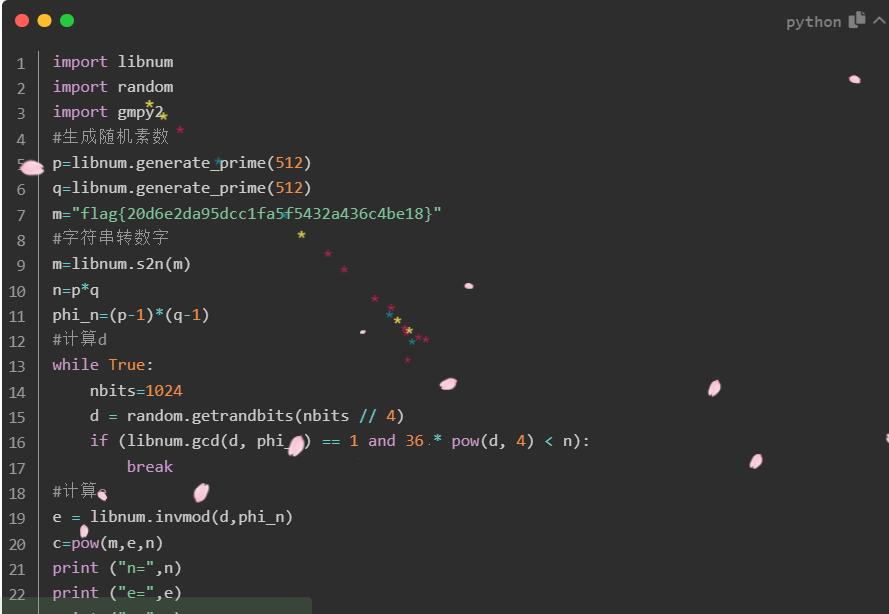 python
1 import libnum
2 import random
3 import gmpy2
4 #生成随机素数
5 p=libnum.generate_prime(512)
6 q=libnum.generate_prime(512)
7 m="flag{20d6e2da95dcc1fa5f5432a436c4be18}"
8 #字符串转数字
9 m=libnum.s2n(m)
10 n=p*q
11 phi_n=(p-1)*(q-1)
12 #计算d
13 while True:
14     nbits=1024
15     d = random.getrandbits(nbits // 4)
16     if (libnum.gcd(d, phi_n) == 1 and 36 * pow(d, 4) < n):
17         break
18 #计算e
19 e = libnum.invmod(d,phi_n)
20 c=pow(m,e,n)
21 print ("n=",n)
22 print ("e=",e)